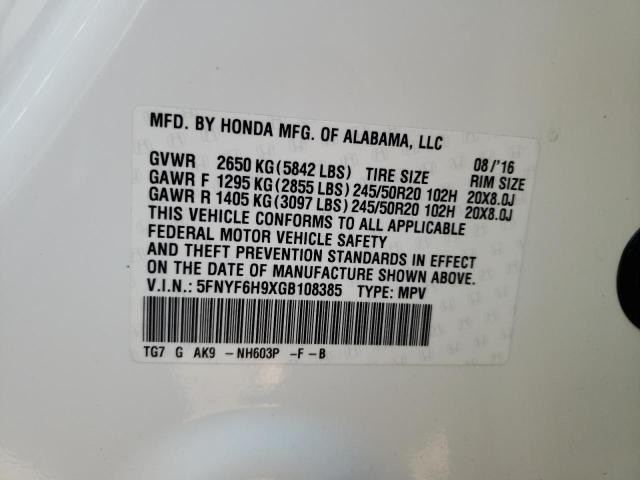 MFD. BY HONDA MFG. OF ALABAMA, LLC 08/'16
GVWR 2650 KG(5842 LBS) TIRE SIZE RIM SIZE
GAWR F 1295 KG(2855 LBS)245/50R20 102H 20X8.0J
GAWR R 1405 KG(3097 LBS)245/50R20 102H 20X8.0J
THIS VEHICLE CONFORMS TO ALL APPLICABLE
FEDERAL MOTOR VEHICLE SAFETY
AND THEFT PREVENTION STANDARDS IN EFFECT
ON THE DATE OF MANUFACTURE SHOWN ABOVE.
V.I.N.: 5FNYF6H9XGB108385 TYPE: MPV
TG7 G AK9 -NH603P -F-B